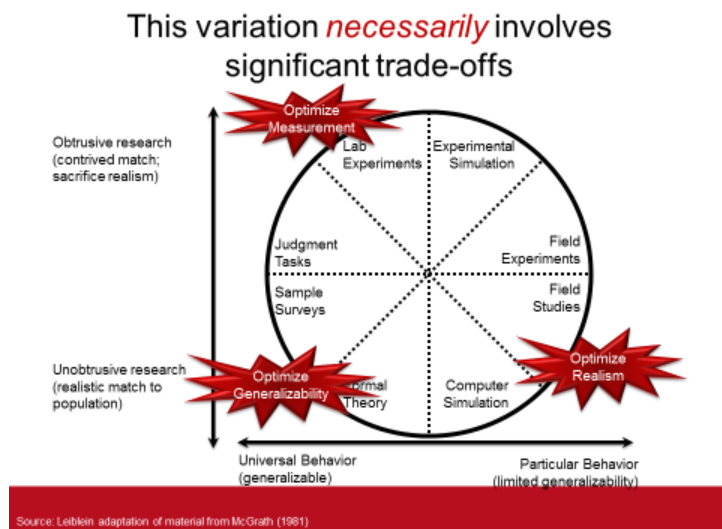 This variation necessarily involves
significant trade-offs
Optimize
Measurement
Obtrusive research
(contrived match;
sacrifice realism)
Lab
Experiments
Experimental
Simulation
Judgment
Tasks
Field
Experiments
Sample
Surveys
Field
Studies
Unobtrusive research
(realistic match to
population)
Optimize
Generalizability
Optimize
Realism
Theory
Computer
Simulation
Universal Behavior
(generalizable)
Particular Behavior
(limited generalizability)
Source: Leiblein adaptation of material from McGrath (1981)